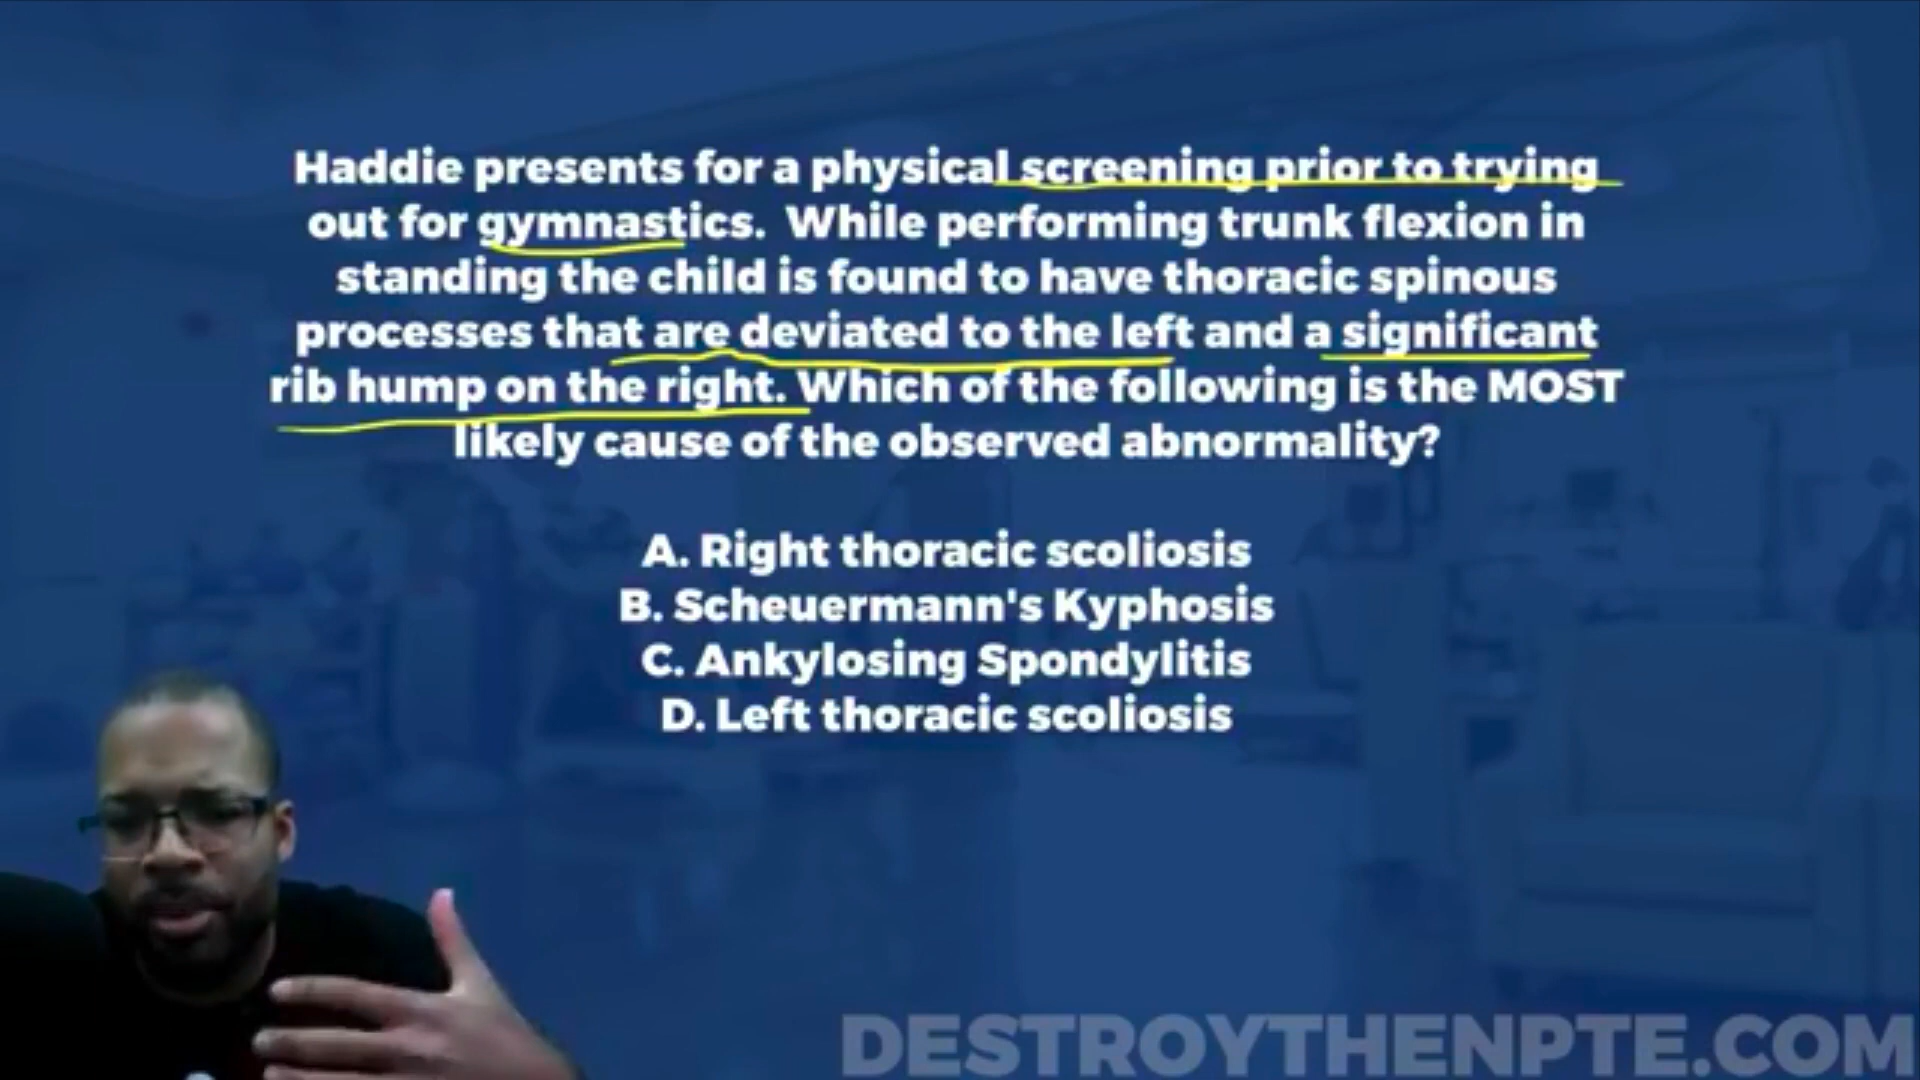 Haddie presents for a physical screening prior to trying
out for gymnastics. While performing trunk flexion in
standing the child is found to have thoracic spinous
processes that are deviated to the left and a significant
rib hump on the right. Which of the following is the MOST
likely cause of the observed abnormality?
A. Right thoracic scoliosis
B. Scheuermann's Kyphosis
C. Ankylosing Spondylitis
D. Left thoracic scoliosis
DESTROYTHENPTE.COM